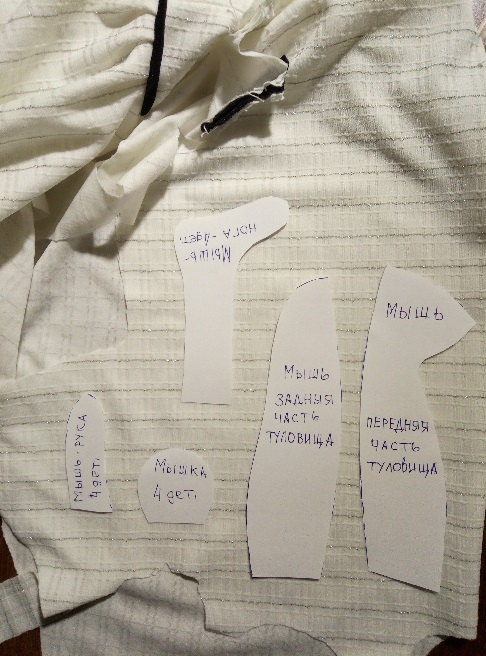 МЫШЬ-
НОГА - 4дет.
МЫШЬ
МЫШЬ
ЗАДНЯЯ
ЧАСТЬ
ТУЛОВИЩА
ПЕРЕДНЯЯ
ЧАСТЬ
ТУЛОВИЩА
МЫШЬ - РУКА
4 дет.
МЫШКА
4 дет.